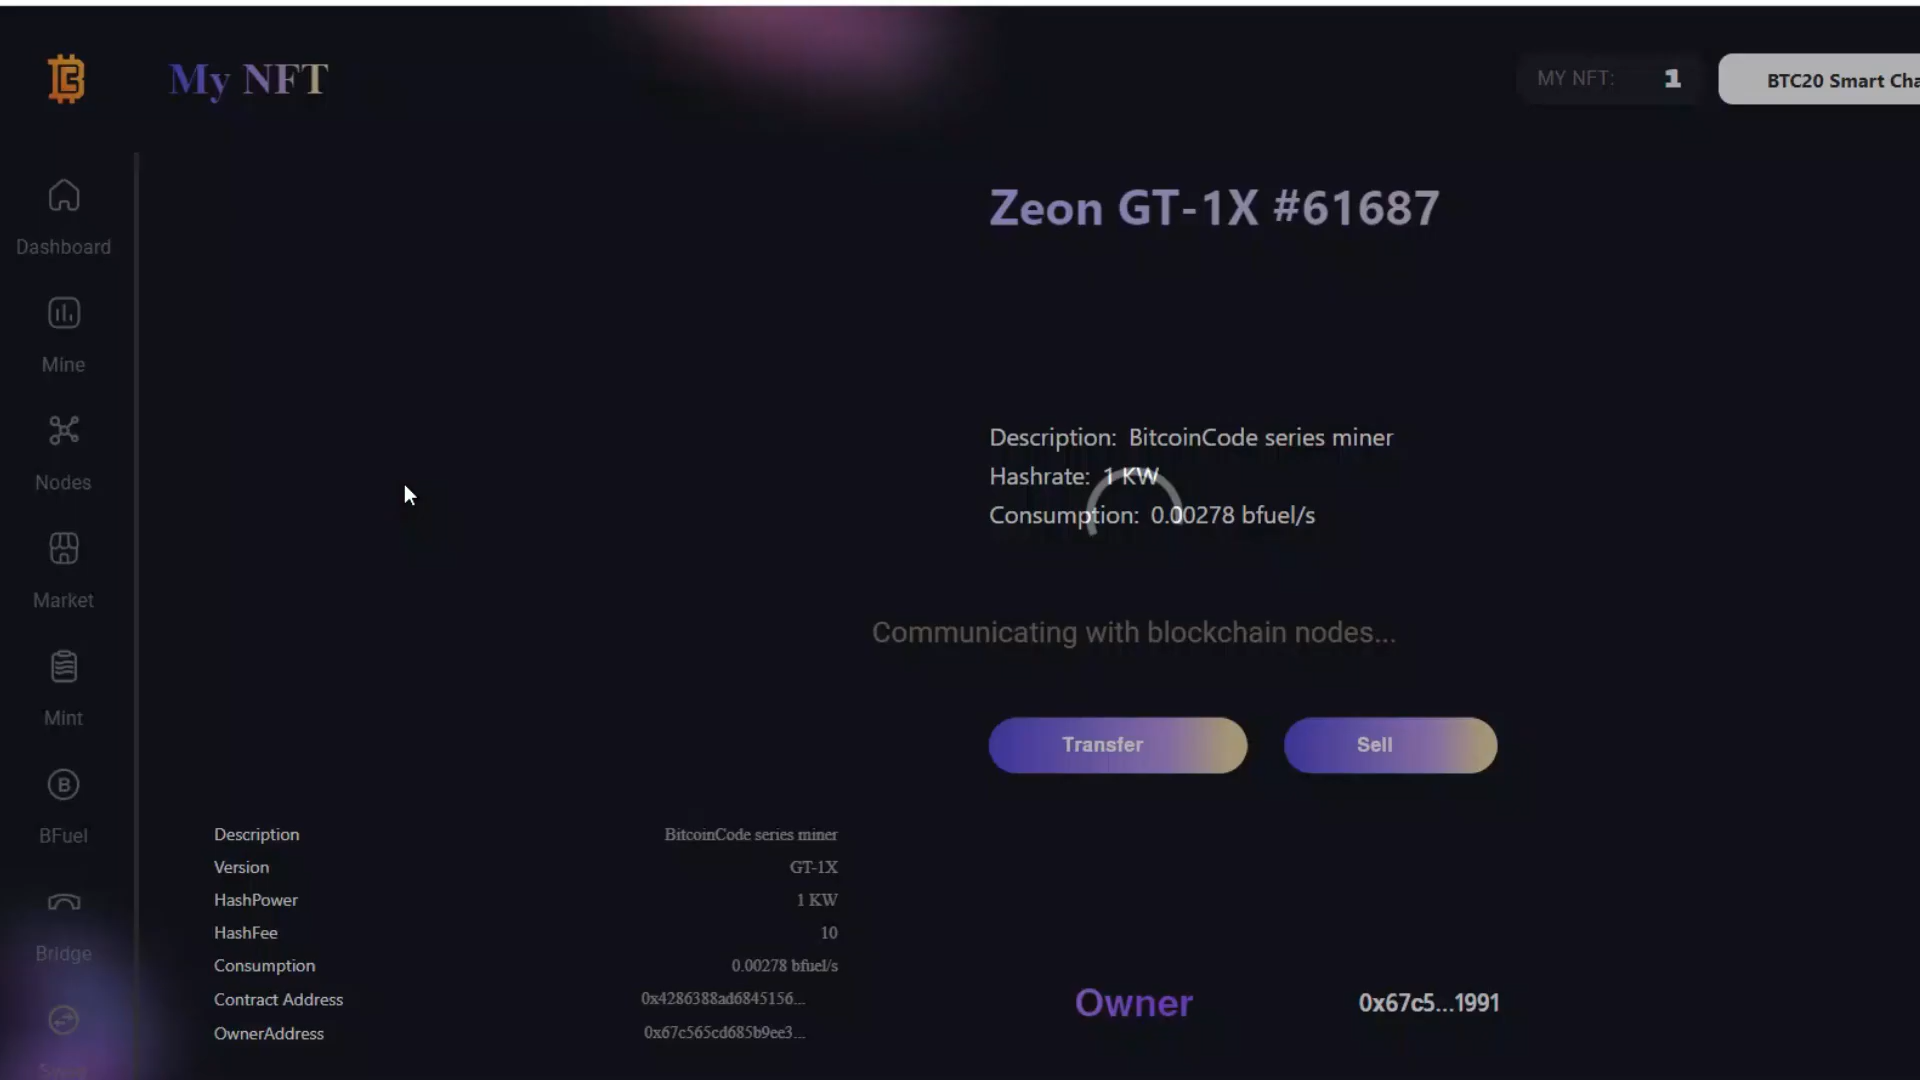 My NFT
MY NFT: 1
BTC20 Smart Cha
Dashboard
Mine
Nodes
Market
Mint
BFuel
Bridge
Swap
Zeon GT-1X #61687
Description: BitcoinCode series miner
Hashrate: 1 KW
Consumption: 0.00278 bfuel/s
Communicating with blockchain nodes...
Transfer
Sell
Description BitcoinCode series miner
Version GT-1X
HashPower 1 KW
HashFee 10
Consumption 0.00278 bfuel/s
Contract Address 0x4286388ad6845156...
OwnerAddress 0x67c565cd685b9ee3...
Owner 0x67c5...1991